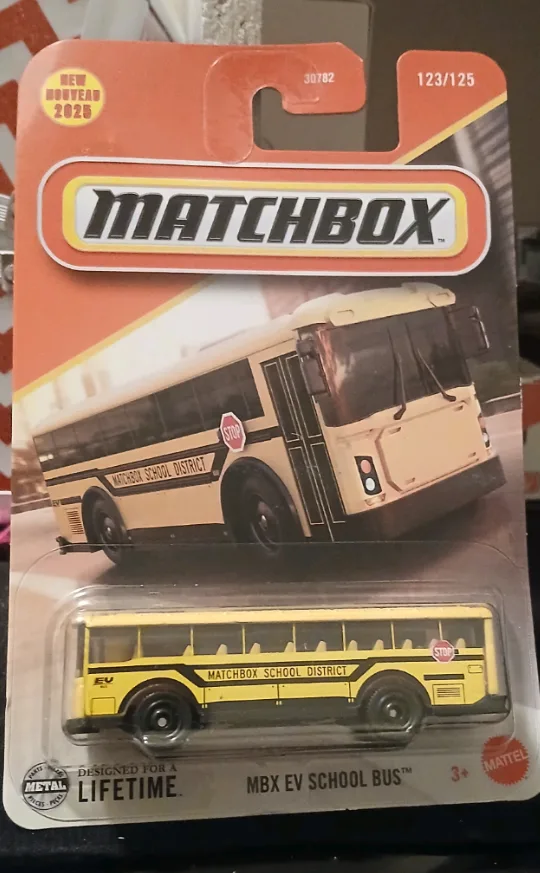 NEW
NOUVEAU
2025
30782
123/125
MATCHBOX™
STOP
MATCHBOX SCHOOL DISTRICT
STOP
MATCHBOX SCHOOL DISTRICT
EV
METAL
DESIGNED FOR A
LIFETIME.
MBX EV SCHOOL BUS™
3+
MATTEL